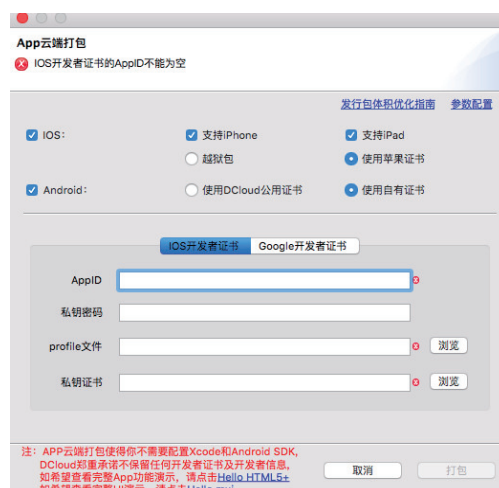 App云端打包
IOS开发者证书的AppID不能为空
发行包体积优化指南 参数配置
IOS: 支持iPhone 支持iPad
越狱包 使用苹果证书
Android: 使用DCloud公用证书 使用自有证书
IOS开发者证书 Google开发者证书
AppID
私钥密码
profile文件 浏览
私钥证书 浏览
注: APP云端打包使得你不需要配置Xcode和Android SDK,
DCloud郑重承诺不保留任何开发者证书及开发者信息,
如希望查看完整App功能演示, 请点击Hello HTML5+
取消 打包